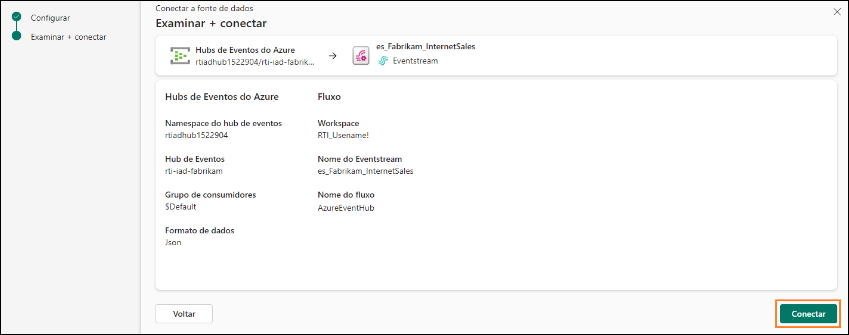 Configurar
Examinar + conectar
Conectar a fonte de dados
Examinar + conectar
Hubs de Eventos do Azure
rtiadhub1522904/rti-iad-fabrik...
es_Fabrikam_InternetSales
Eventstream
Hubs de Eventos do Azure
Namespace do hub de eventos
rtiadhub1522904
Hub de Eventos
rti-iad-fabrikam
Grupo de consumidores
$Default
Formato de dados
Json
Fluxo
Workspace
RTI_Usename!
Nome do Eventstream
es_Fabrikam_InternetSales
Nome do fluxo
AzureEventHub
Voltar
Conectar